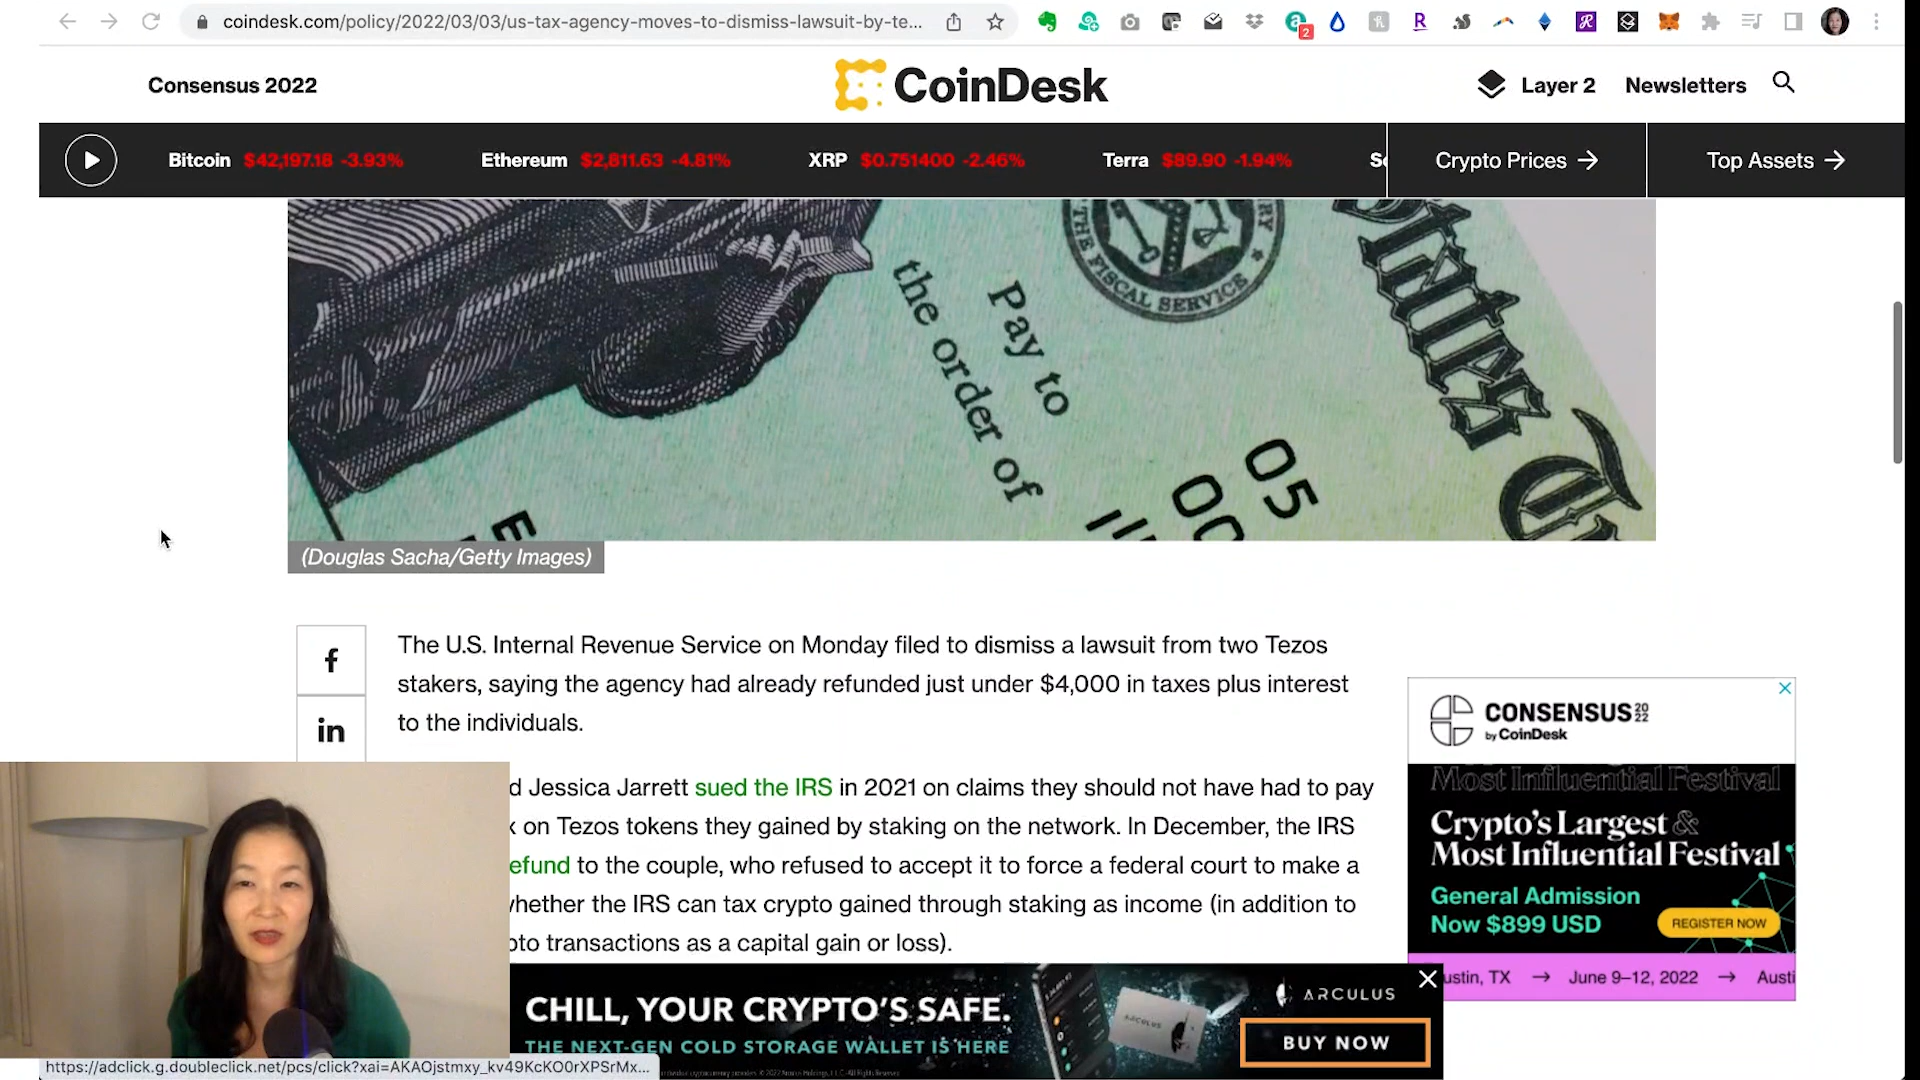 coindesk.com/policy/2022/03/03/us-tax-agency-moves-to-dismiss-lawsuit-by-te...
2
Consensus 2022
CoinDesk
Layer 2
Newsletters
Bitcoin $42,197.18 -3.93%
Ethereum $2,811.63 -4.81%
XRP $0.751400 -2.46%
Terra $89.90 -1.94%
Crypto Prices →
Top Assets →
THE FISCAL SERVICE
Pay to
the order of
05
00
(Douglas Sacha/Getty Images)
f
in
The U.S. Internal Revenue Service on Monday filed to dismiss a lawsuit from two Tezos
stakers, saying the agency had already refunded just under $4,000 in taxes plus interest
to the individuals.
d Jessica Jarrett sued the IRS in 2021 on claims they should not have had to pay
on Tezos tokens they gained by staking on the network. In December, the IRS
efund to the couple, who refused to accept it to force a federal court to make a
whether the IRS can tax crypto gained through staking as income (in addition to
pto transactions as a capital gain or loss).
CONSENSUS 2022
by CoinDesk
Most Influential Festival
Crypto's Largest &
Most Influential Festival
General Admission
Now $899 USD
REGISTER NOW
ustin, TX → June 9–12, 2022 → Austi
CHILL, YOUR CRYPTO'S SAFE.
THE NEXT-GEN COLD STORAGE WALLET IS HERE
ARCULUS
ARCULUS
BUY NOW
https://adclick.g.doubleclick.net/pcs/click?xai=AKAOjstmxy_kv49KcKO0rXPSrMx...